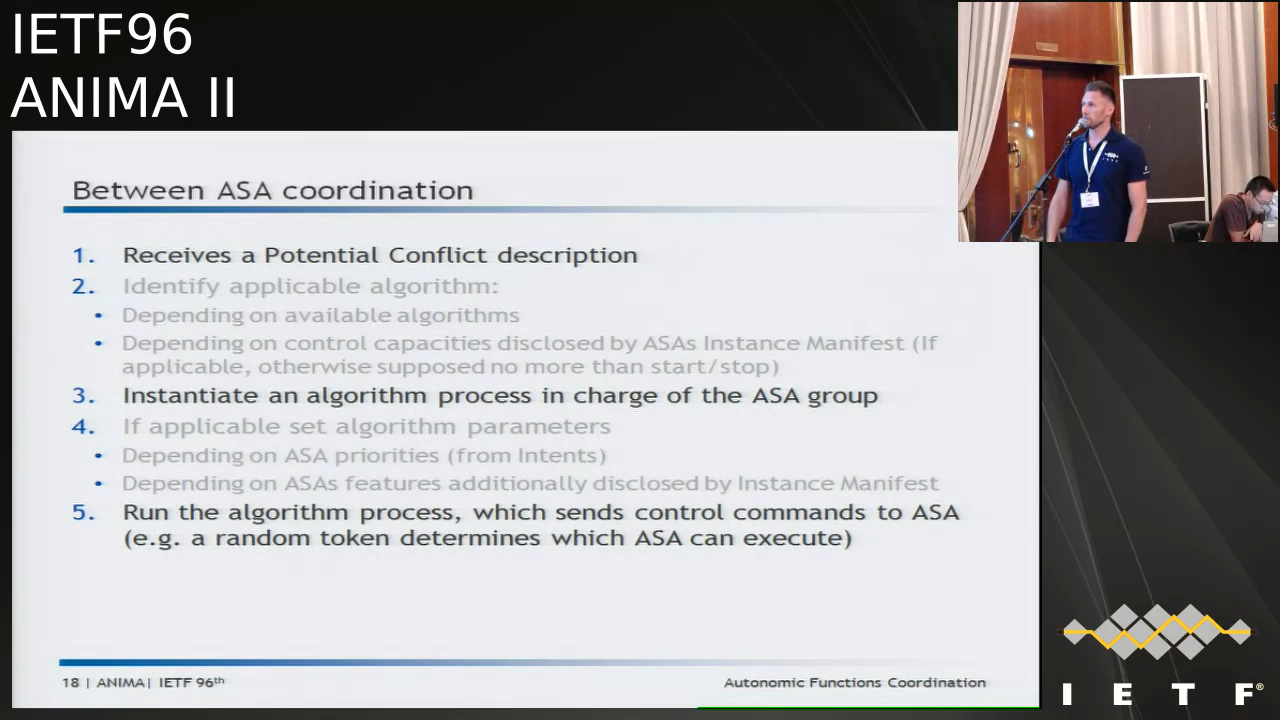 IETF96
ANIMA II
Between ASA coordination
1. Receives a Potential Conflict description
2. Identify applicable algorithm:
• Depending on available algorithms
• Depending on control capacities disclosed by ASAs Instance Manifest (If
applicable, otherwise supposed no more than start/stop)
3. Instantiate an algorithm process in charge of the ASA group
4. If applicable set algorithm parameters
• Depending on ASA priorities (from Intents)
• Depending on ASAs features additionally disclosed by Instance Manifest
5. Run the algorithm process, which sends control commands to ASA
(e.g. a random token determines which ASA can execute)
18 | ANIMA | IETF 96th
Autonomic Functions Coordination
I E T F®